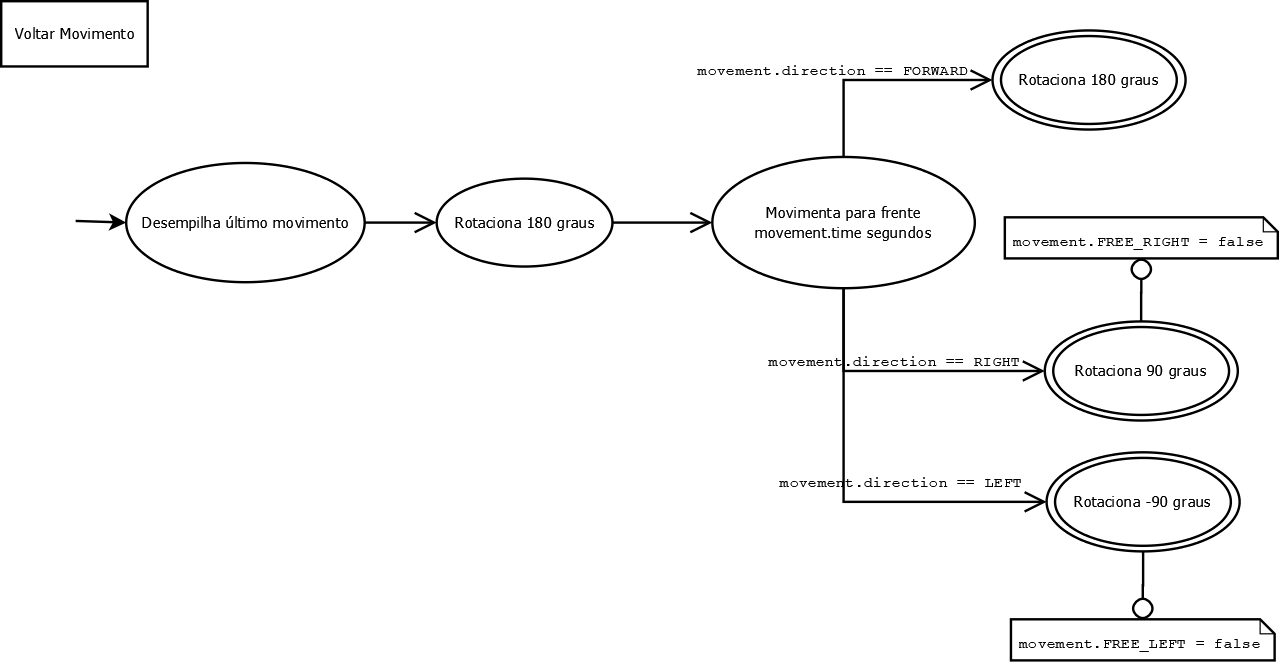 Voltar Movimento
movement.direction == FORWARD
Rotaciona 180 graus
Desempilha último movimento
Rotaciona 180 graus
Movimenta para frente
movement.time segundos
movement.FREE_RIGHT = false
movement.direction == RIGHT
Rotaciona 90 graus
movement.direction == LEFT
Rotaciona -90 graus
movement.FREE_LEFT = false